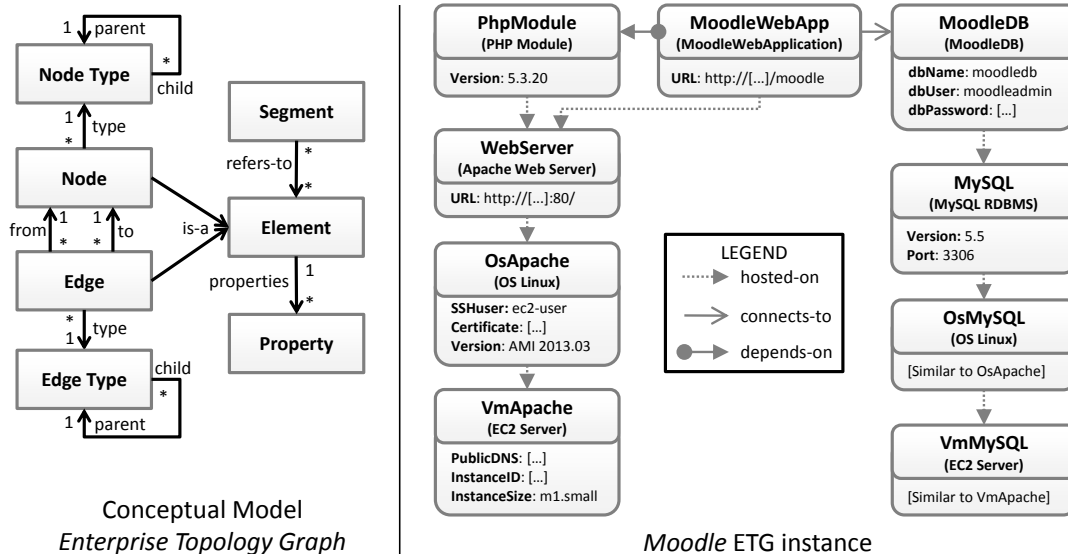 1
parent
Node Type
*
child
1
type
*
Node
from
1
*
1
*
to
is-a
Edge
*
type
1
Edge Type
child
*
1
parent
Segment
refers-to
*
*
Element
properties
1
*
Property
Conceptual Model
Enterprise Topology Graph
PhpModule
(PHP Module)
Version: 5.3.20
MoodleWebApp
(MoodleWebApplication)
URL: http://[...]/moodle
MoodleDB
(MoodleDB)
dbName: moodledb
dbUser: moodleadmin
dbPassword: [...]
WebServer
(Apache Web Server)
URL: http://[...]:80/
MySQL
(MySQL RDBMS)
Version: 5.5
Port: 3306
OsApache
(OS Linux)
SSHuser: ec2-user
Certificate: [...]
Version: AMI 2013.03
LEGEND
hosted-on
connects-to
depends-on
OsMySQL
(OS Linux)
[Similar to OsApache]
VmApache
(EC2 Server)
PublicDNS: [...]
InstanceID: [...]
InstanceSize: m1.small
VmMySQL
(EC2 Server)
[Similar to VmApache]
Moodle ETG instance